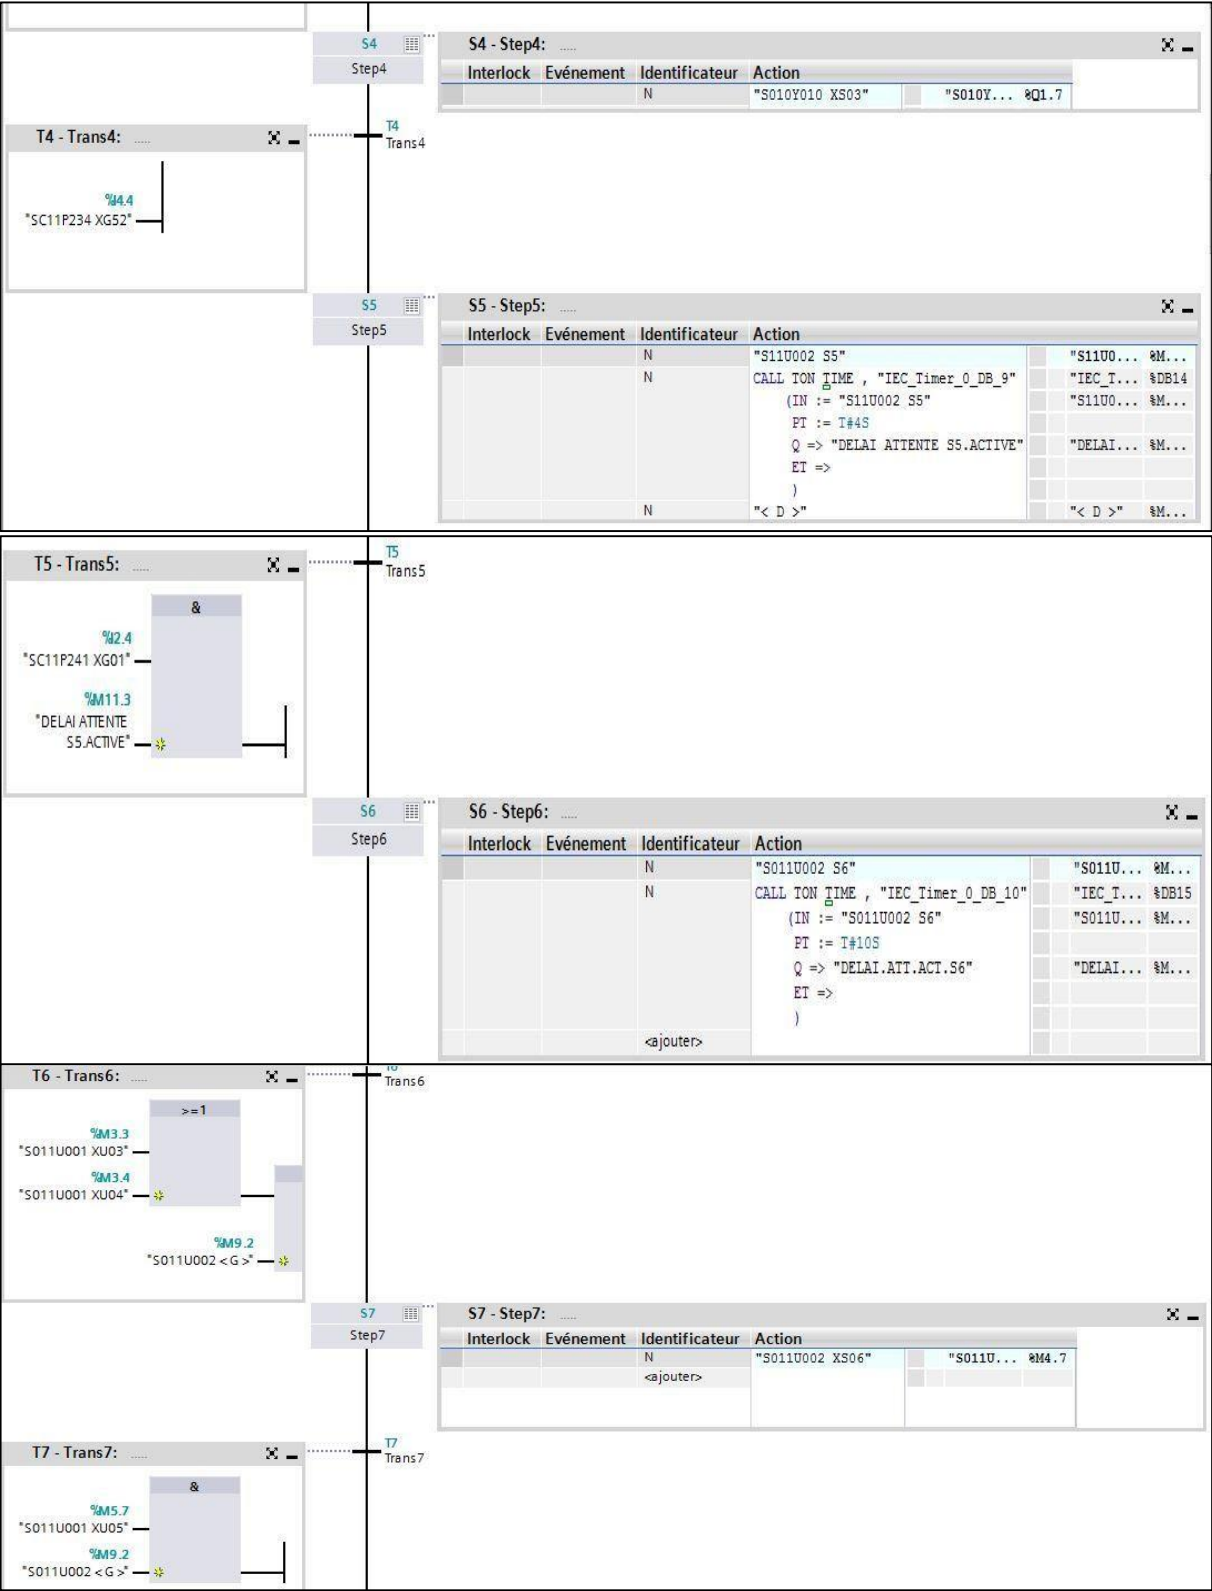 S4
Step4
S4 - Step4: .....
Interlock Evénement Identificateur Action
N "S010Y010 XS03" "S010Y... %Q1.7
T4 - Trans4: .....
T4
Trans4
%I4.4
"SC11P234 XG52"
S5
Step5
S5 - Step5: .....
Interlock Evénement Identificateur Action
N "S11U002 S5" "S11U0... %M...
N CALL TON TIME , "IEC_Timer_0_DB_9" "IEC_T... %DB14
(IN := "S11U002 S5" "S11U0... %M...
PT := T#4S
Q => "DELAI ATTENTE S5.ACTIVE" "DELAI... %M...
ET =>
)
N "< D >" "< D >" %M...
T5 - Trans5: .....
T5
Trans5
&
%I2.4
"SC11P241 XG01"
%M11.3
"DELAI ATTENTE
S5.ACTIVE"
S6
Step6
S6 - Step6: .....
Interlock Evénement Identificateur Action
N "S011U002 S6" "S011U... %M...
N CALL TON TIME , "IEC_Timer_0_DB_10" "IEC_T... %DB15
(IN := "S011U002 S6" "S011U... %M...
PT := T#10S
Q => "DELAI.ATT.ACT.S6" "DELAI... %M...
ET =>
)
<ajouter>
T6 - Trans6: .....
Trans6
>=1
%M3.3
"S011U001 XU03"
%M3.4
"S011U001 XU04"
%M9.2
"S011U002 < G >"
S7
Step7
S7 - Step7: .....
Interlock Evénement Identificateur Action
N "S011U002 XS06" "S011U... %M4.7
<ajouter>
T7 - Trans7: .....
T7
Trans7
&
%M5.7
"S011U001 XU05"
%M9.2
"S011U002 < G >"